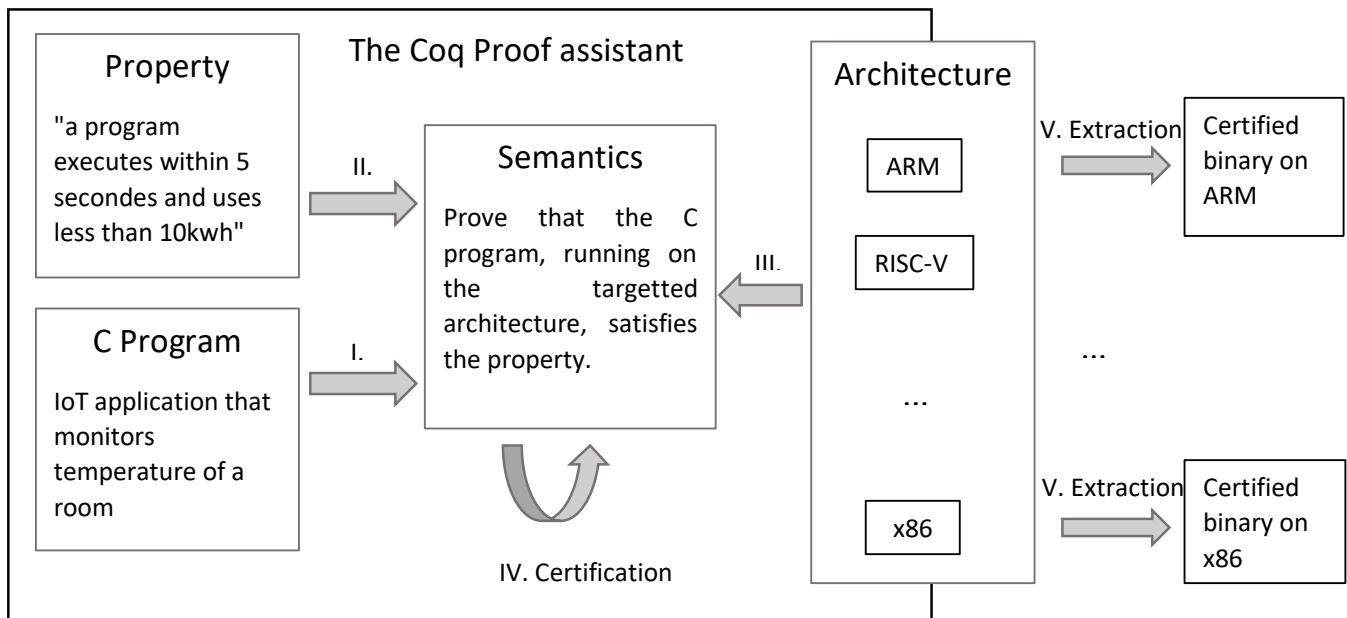 The Coq Proof assistant
Property
"a program
executes within 5
secondes and uses
less than 10kwh"
II.
C Program
IoT application that
monitors
temperature of a
room
I.
Semantics
Prove that the C
program, running on
the targetted
architecture, satisfies
the property.
IV. Certification
III.
Architecture
ARM
RISC-V
...
x86
V. Extraction
Certified
binary on
ARM
...
V. Extraction
Certified
binary on
x86